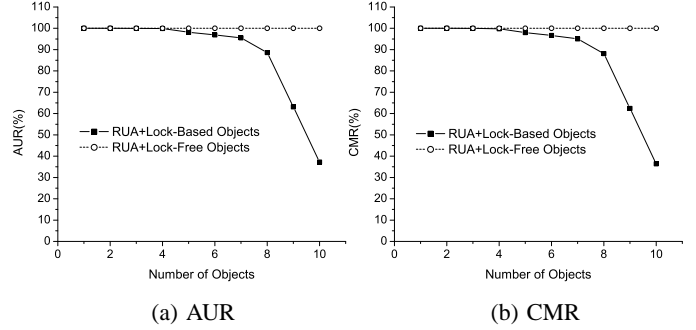 110
100
90
80
70
60
50
40
30
20
10
0
AUR(%)
RUA+Lock-Based Objects
RUA+Lock-Free Objects
0 2 4 6 8 10
Number of Objects
(a) AUR
110
100
90
80
70
60
50
40
30
20
10
0
CMR(%)
RUA+Lock-Based Objects
RUA+Lock-Free Objects
0 2 4 6 8 10
Number of Objects
(b) CMR